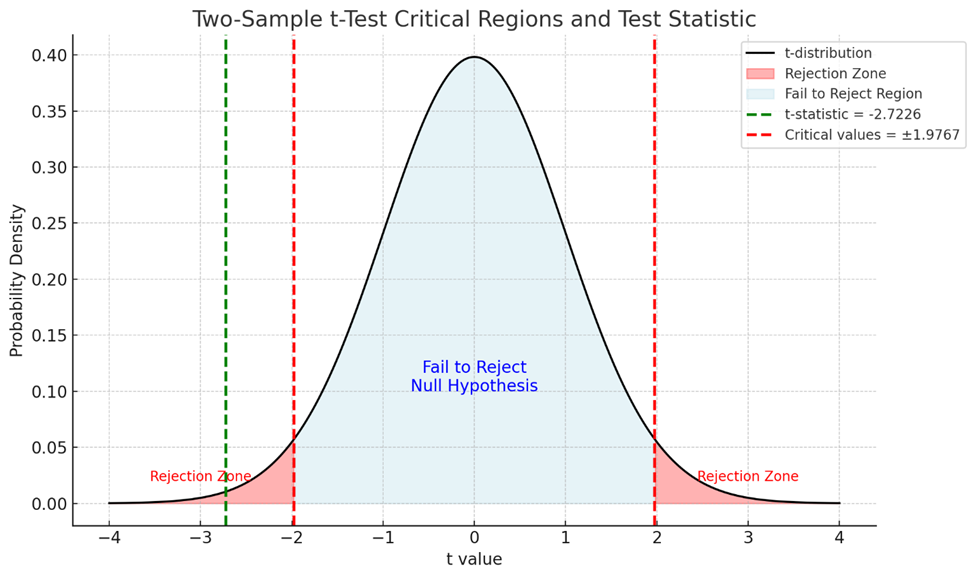 Two-Sample t-Test Critical Regions and Test Statistic
t-distribution
Rejection Zone
Fail to Reject Region
t-statistic = -2.7226
Critical values = ±1.9767
Probability Density
0.40
0.35
0.30
0.25
0.20
0.15
0.10
0.05
0.00
Fail to Reject
Null Hypothesis
Rejection Zone
Rejection Zone
−4 −3 −2 −1 0 1 2 3 4
t value